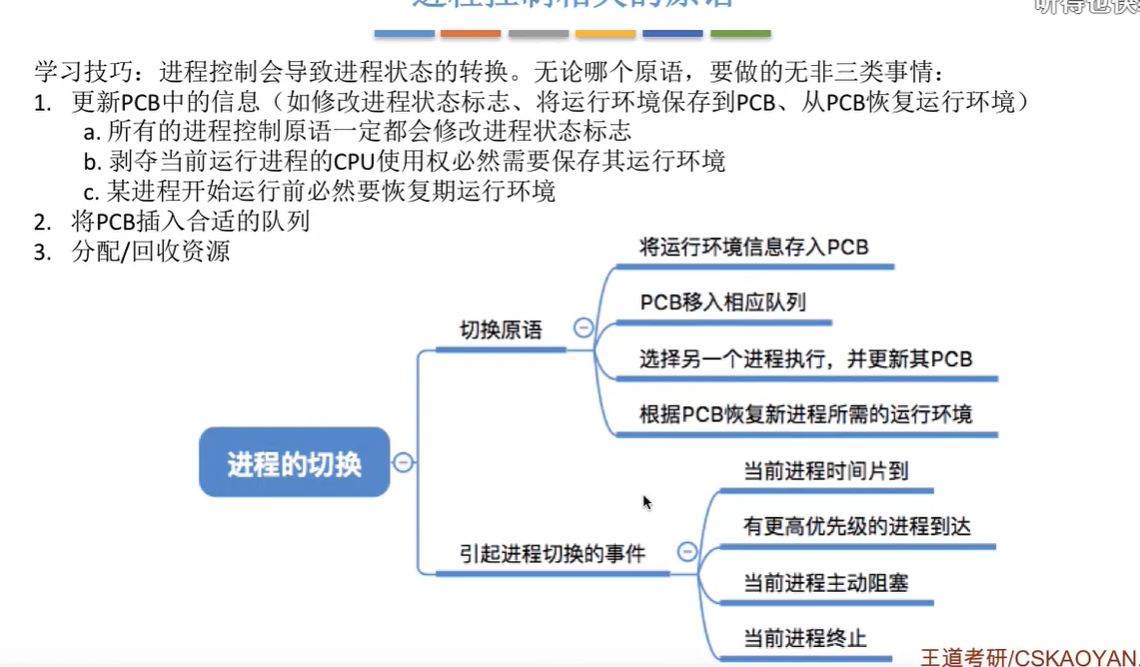 进程控制相关的原语
听得也快
学习技巧：进程控制会导致进程状态的转换。无论哪个原语，要做的无非三类事情：
1. 更新PCB中的信息（如修改进程状态标志、将运行环境保存到PCB、从PCB恢复运行环境）
a. 所有的进程控制原语一定都会修改进程状态标志
b. 剥夺当前运行进程的CPU使用权必然需要保存其运行环境
c. 某进程开始运行前必然要恢复期运行环境
2. 将PCB插入合适的队列
3. 分配/回收资源
将运行环境信息存入PCB
PCB移入相应队列
切换原语
选择另一个进程执行，并更新其PCB
根据PCB恢复新进程所需的运行环境
进程的切换
当前进程时间片到
有更高优先级的进程到达
引起进程切换的事件
当前进程主动阻塞
当前进程终止
王道考研/CSKAOYAN.